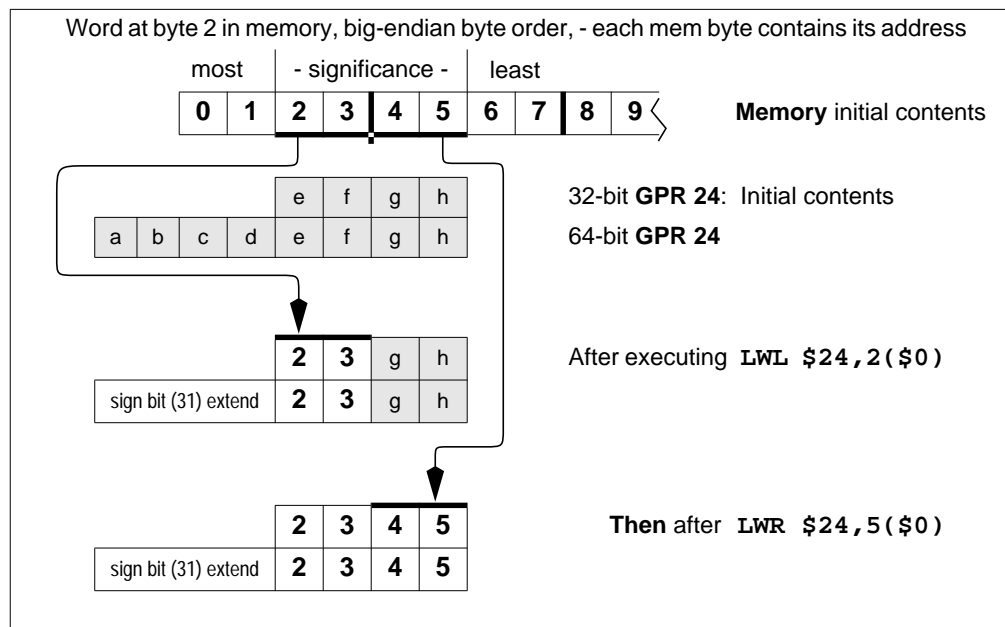 Word at byte 2 in memory, big-endian byte order, - each mem byte contains its address
most - significance - least
0 1 2 3 4 5 6 7 8 9 Memory initial contents
e f g h 32-bit GPR 24: Initial contents
a b c d e f g h 64-bit GPR 24
2 3 g h After executing LWL $24,2($0)
sign bit (31) extend 2 3 g h
2 3 4 5 Then after LWR $24,5($0)
sign bit (31) extend 2 3 4 5